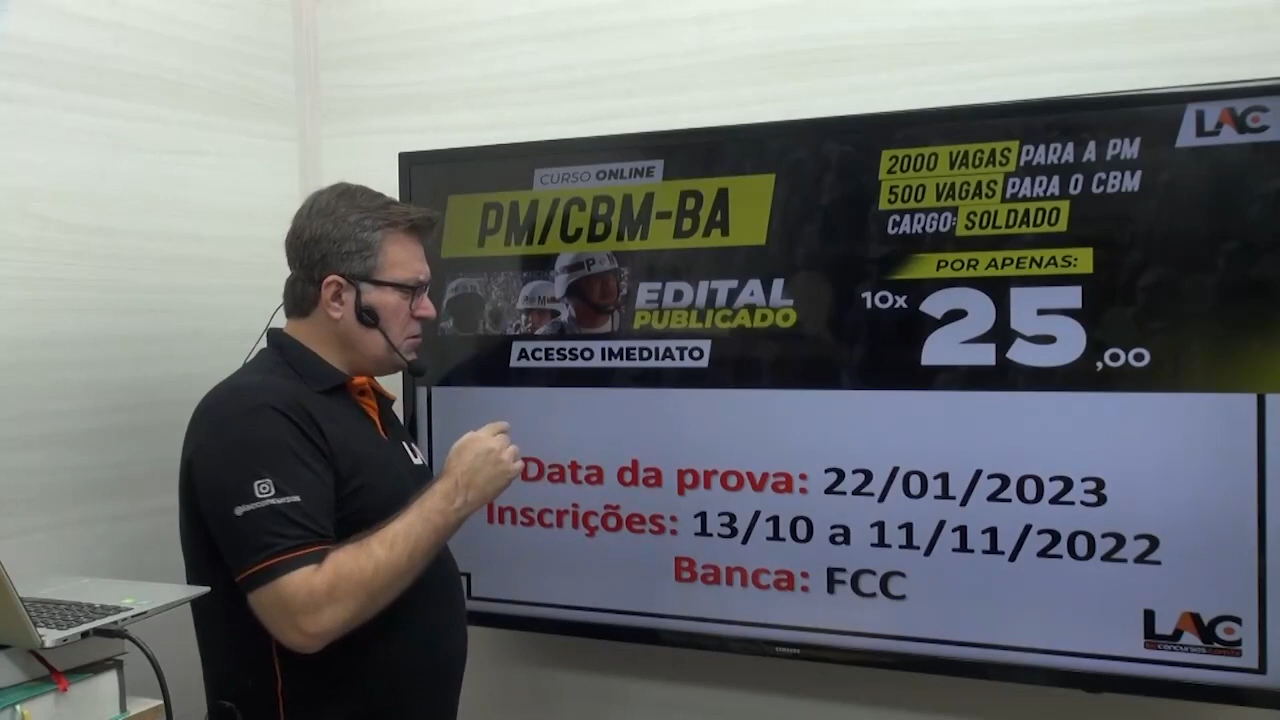 LAC
CURSO ONLINE
PM/CBM-BA
EDITAL
PUBLICADO
ACESSO IMEDIATO
2000 VAGAS PARA A PM
500 VAGAS PARA O CBM
CARGO: SOLDADO
POR APENAS:
10x 25,00
Data da prova: 22/01/2023
Inscrições: 13/10 a 11/11/2022
Banca: FCC
LAC
SAMSUNG